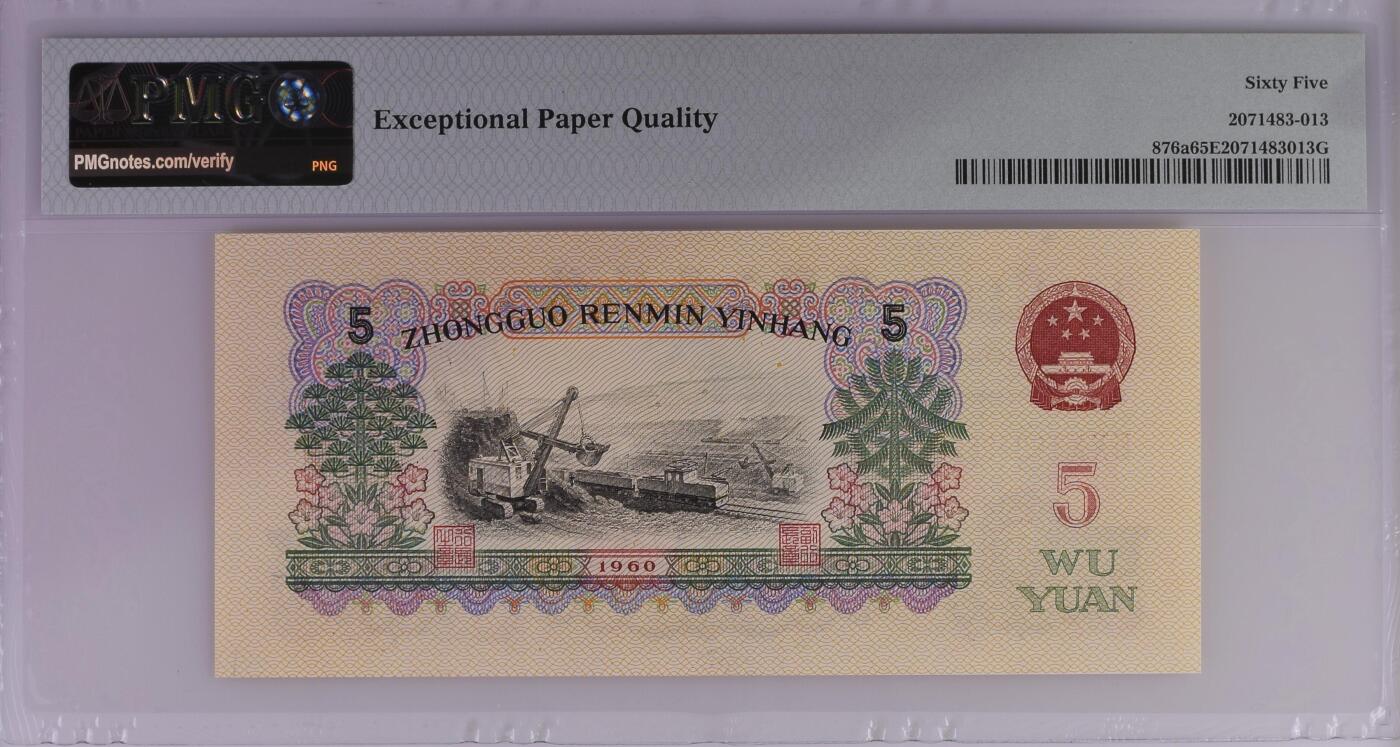 PMG
PMGnotes.com/verify
PNG
Exceptional Paper Quality
Sixty Five
2071483-013
876a65E2071483013G
5 ZHONGGUO RENMIN YINHANG 5
1960
5
WU
YUAN